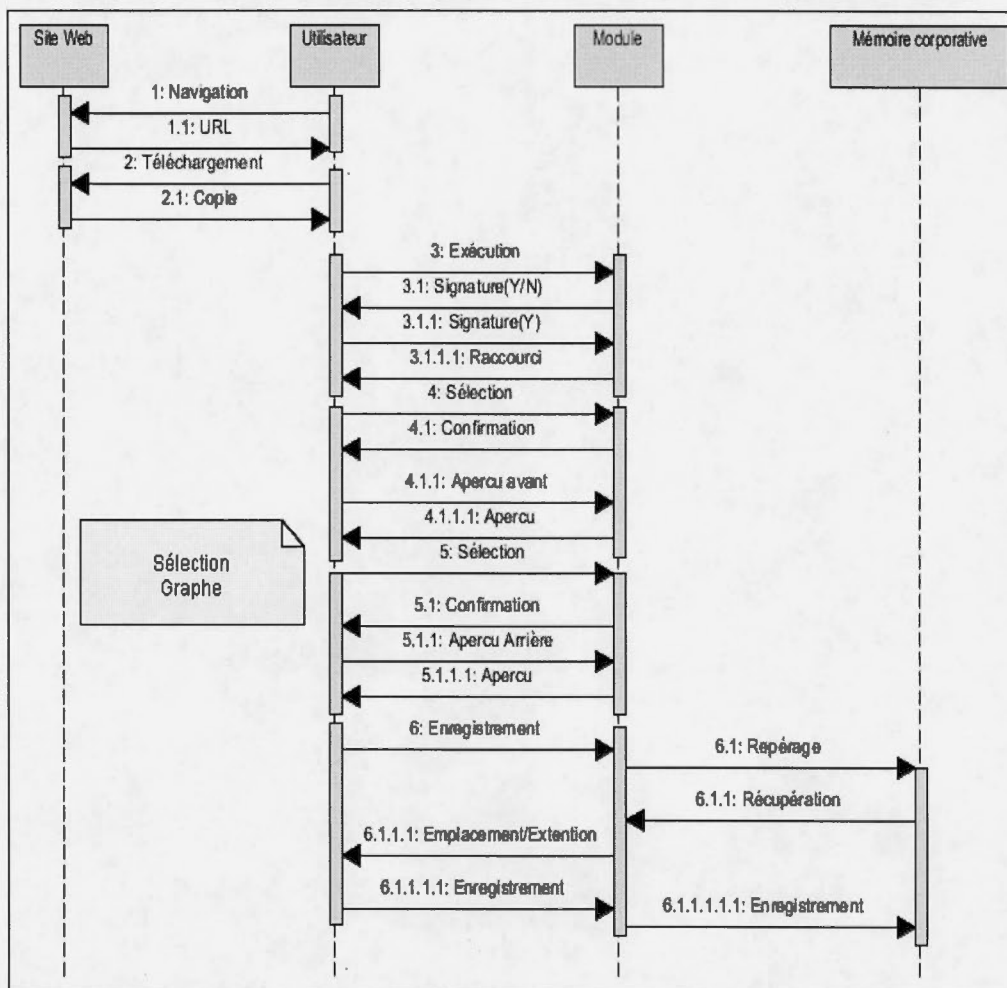 Site Web
Utilisateur
Module
Mémoire corporative
1: Navigation
1.1: URL
2: Téléchargement
2.1: Copie
3: Exécution
3.1: Signature(Y/N)
3.1.1: Signature(Y)
3.1.1.1: Raccourci
4: Sélection
4.1: Confirmation
4.1.1: Apercu avant
4.1.1.1: Apercu
Sélection
Graphe
5: Sélection
5.1: Confirmation
5.1.1: Apercu Arrière
5.1.1.1: Apercu
6: Enregistrement
6.1: Repérage
6.1.1: Récupération
6.1.1.1: Emplacement/Extention
6.1.1.1.1: Enregistrement
6.1.1.1.1.1: Enregistrement